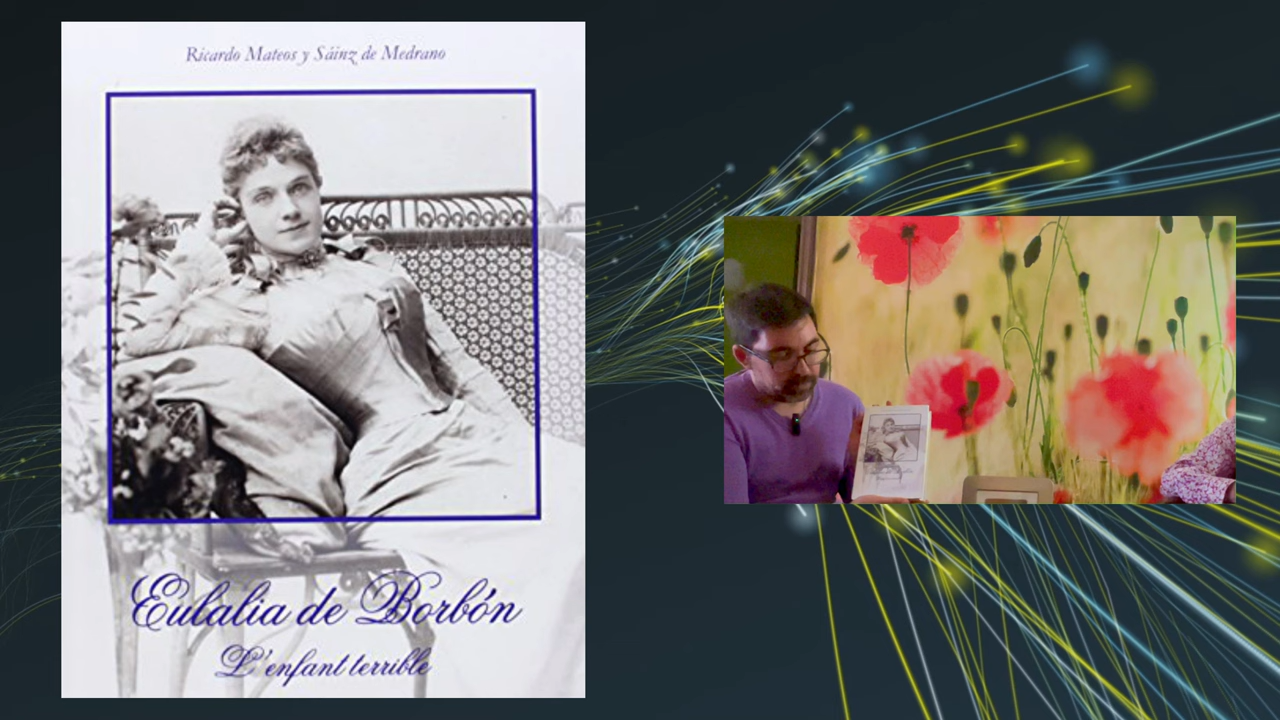 Ricardo Mateos y Sáinz de Medrano
Eulalia de Borbón
L'enfant terrible